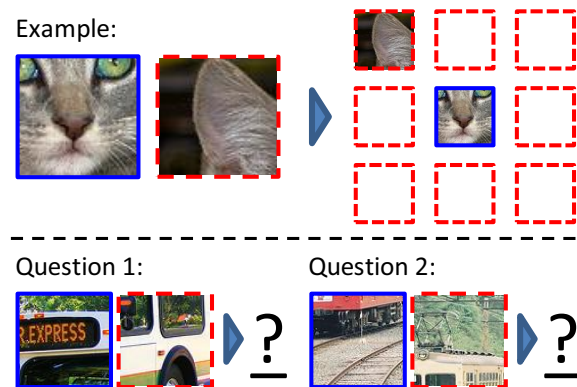 Example:
Question 1:
Question 2:
R.EXPRESS
?
?